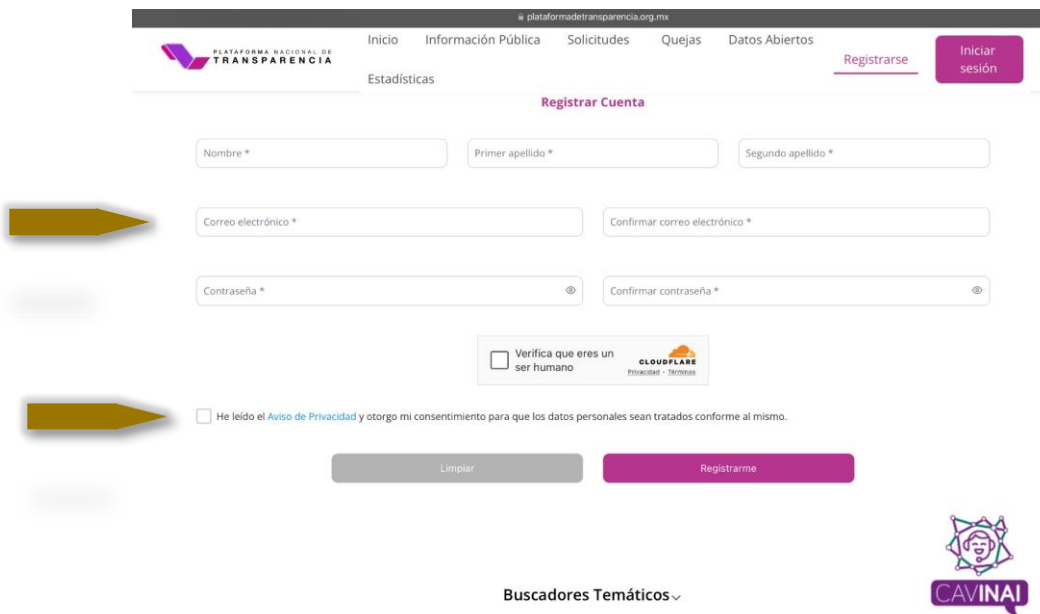 plataformadetransparencia.org.mx
PLATAFORMA NACIONAL DE
TRANSPARENCIA
Inicio Información Pública Solicitudes Quejas Datos Abiertos
Estadísticas
Registrarse
Iniciar
sesión
Registrar Cuenta
Nombre * Primer apellido * Segundo apellido *
Correo electrónico * Confirmar correo electrónico *
Contraseña * Confirmar contraseña *
Verifica que eres un
ser humano
CLOUDFLARE
Privacidad - Términos
He leído el Aviso de Privacidad y otorgo mi consentimiento para que los datos personales sean tratados conforme al mismo.
Limpiar Registrarme
Buscadores Temáticos
CAVINAI